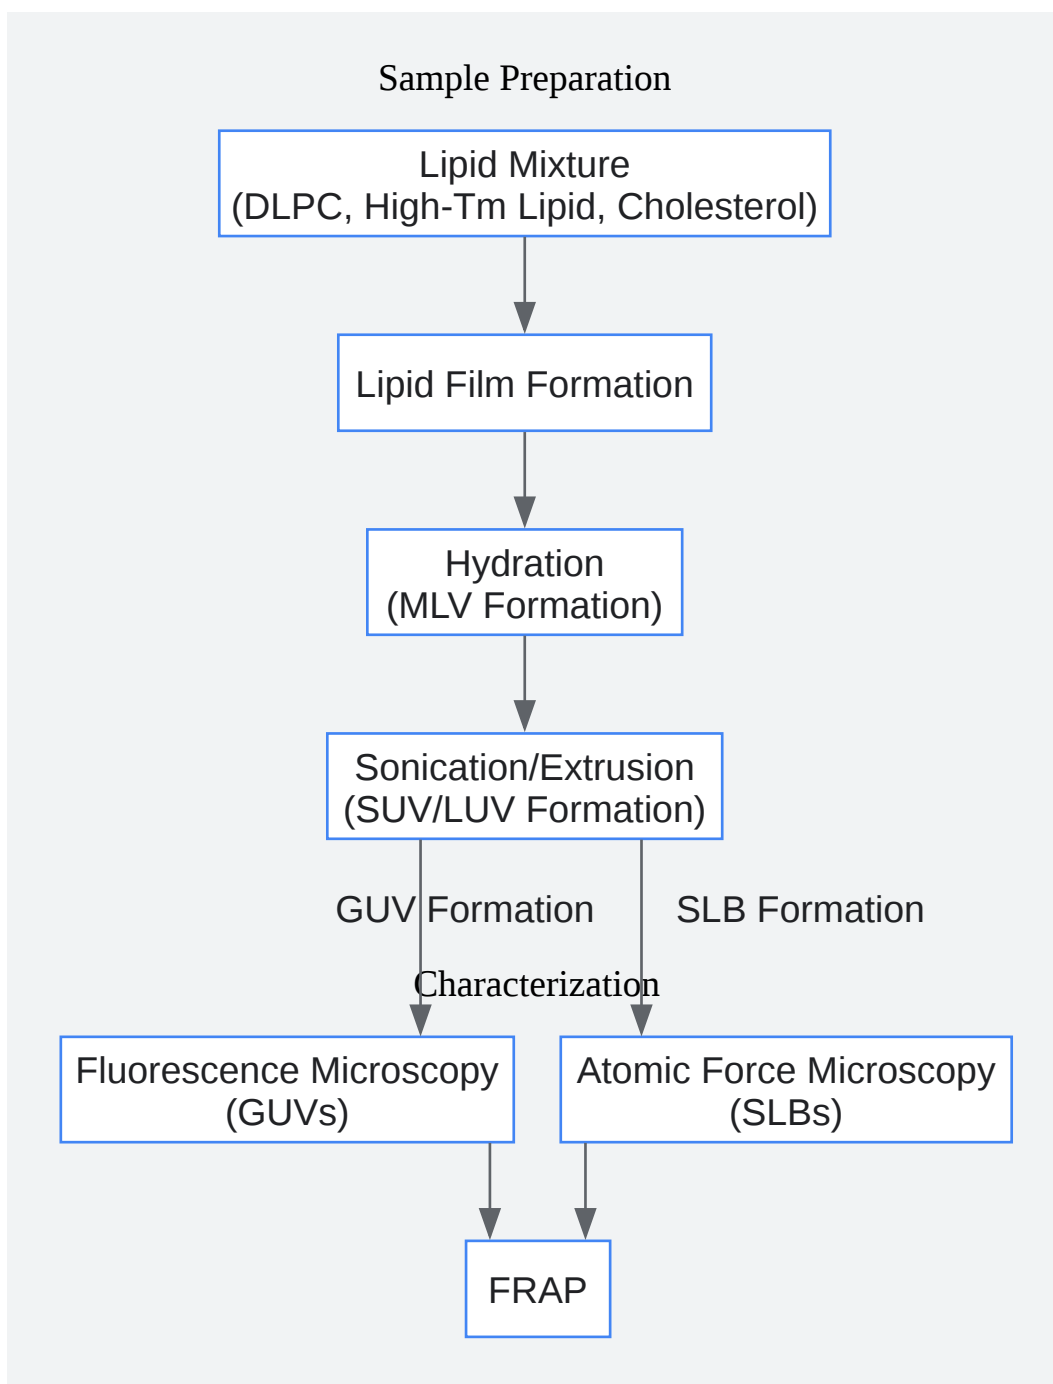 Sample Preparation
Lipid Mixture
(DLPC, High-Tm Lipid, Cholesterol)
Lipid Film Formation
Hydration
(MLV Formation)
Sonication/Extrusion
(SUV/LUV Formation)
GUV Formation
SLB Formation
Characterization
Fluorescence Microscopy
(GUVs)
Atomic Force Microscopy
(SLBs)
FRAP